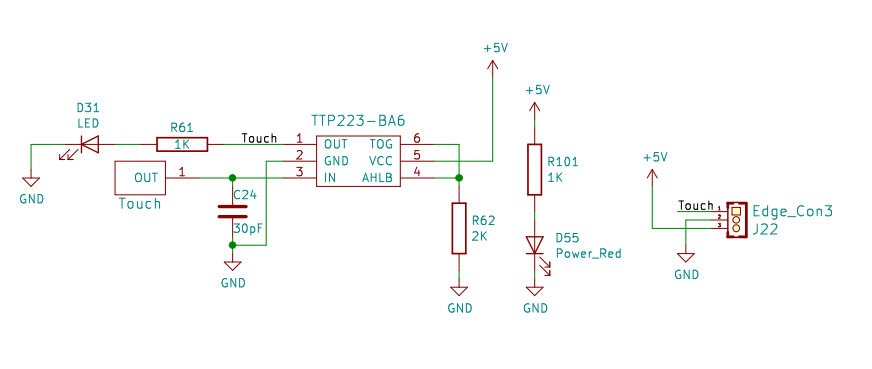 +5V
+5V
D31
LED
R61
1K
Touch
TTP223-BA6
1 OUT TOG 6
2 GND VCC 5
3 IN AHLB 4
OUT 1
Touch
GND
C24
30pF
GND
R62
2K
GND
R101
1K
D55
Power_Red
GND
+5V
Touch 1
2
3
Edge_Con3
J22
GND